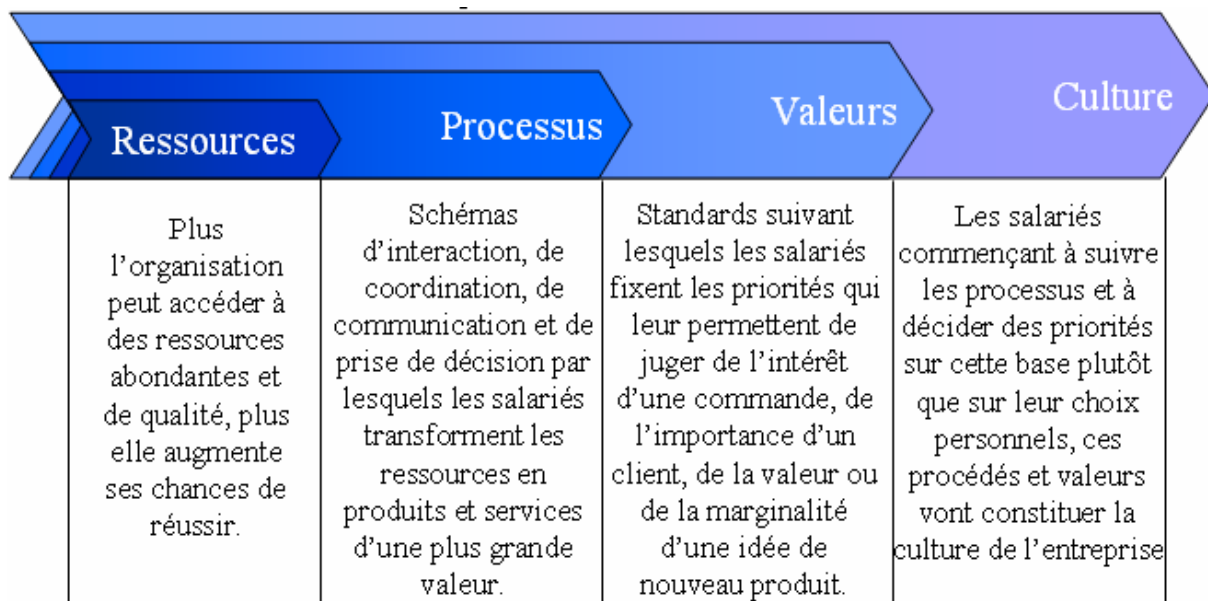 Ressources
Processus
Valeurs
Culture
Plus
l’organisation
peut accéder à
des ressources
abondantes et
de qualité, plus
elle augmente
ses chances de
réussir.
Schémas
d’interaction, de
coordination, de
communication et de
prise de décision par
lesquels les salariés
transforment les
ressources en
produits et services
d’une plus grande
valeur.
Standards suivant
lesquels les salariés
fixent les priorités qui
leur permettent de
juger de l’intérêt
d’une commande, de
l’importance d’un
client, de la valeur ou
de la marginalité
d’une idée de
nouveau produit.
Les salariés
commençant à suivre
les processus et à
décider des priorités
sur cette base plutôt
que sur leur choix
personnels, ces
procédés et valeurs
vont constituer la
culture de l’entreprise